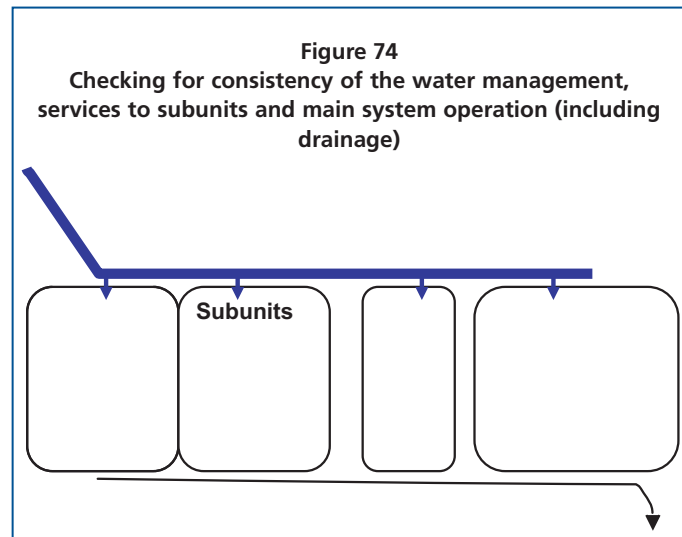 Figure 74
Checking for consistency of the water management,
services to subunits and main system operation (including
drainage)
Subunits